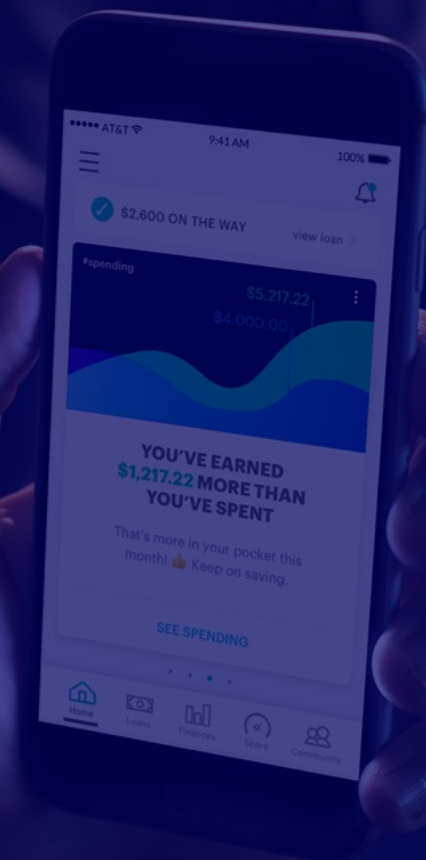 AT&T
9:41 AM
100%
$2,600 ON THE WAY
view loan
#spending
$5,217.22
$4,000.00
YOU'VE EARNED
$1,217.22 MORE THAN
YOU'VE SPENT
That's more in your pocket this
month! 👍 Keep on saving.
SEE SPENDING
Home
Loans
Finances
Score
Community